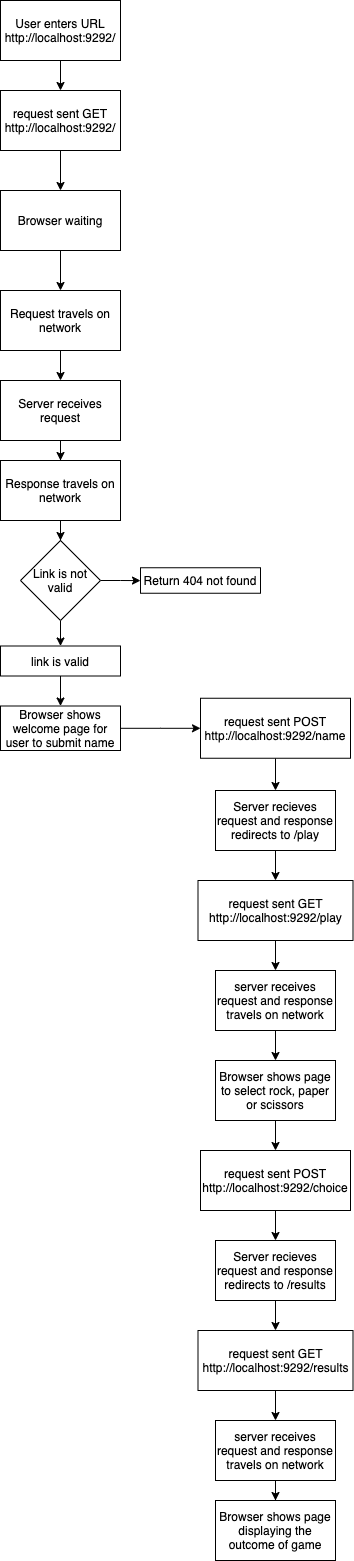 User enters URL
http://localhost:9292/
request sent GET
http://localhost:9292/
Browser waiting
Request travels on
network
Server receives
request
Response travels on
network
Link is not
valid
Return 404 not found
link is valid
Browser shows
welcome page for
user to submit name
request sent POST
http://localhost:9292/name
Server recieves
request and response
redirects to /play
request sent GET
http://localhost:9292/play
server receives
request and response
travels on network
Browser shows page
to select rock, paper
or scissors
request sent POST
http://localhost:9292/choice
Server recieves
request and response
redirects to /results
request sent GET
http://localhost:9292/results
server receives
request and response
travels on network
Browser shows page
displaying the
outcome of game